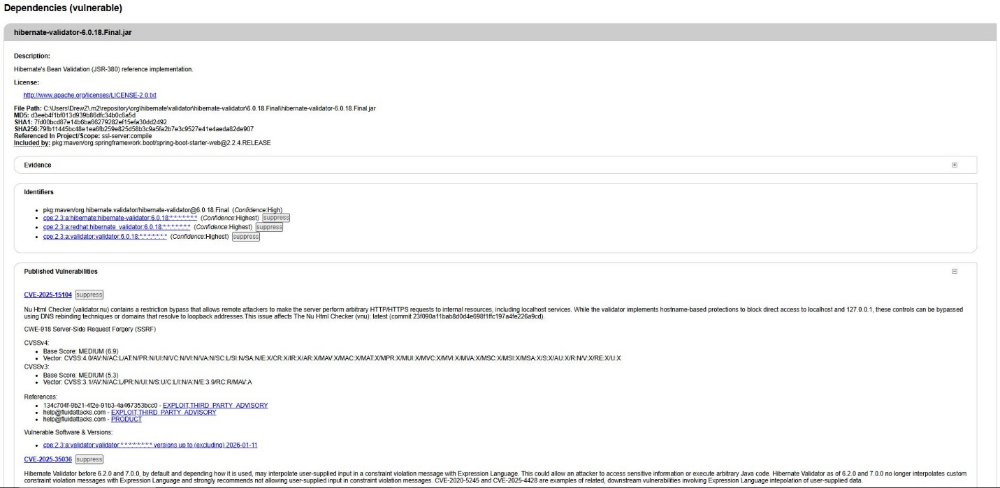 Dependencies (vulnerable)
hibernate-validator-6.0.18.Final.jar
Description:
Hibernate's Bean Validation (JSR-380) reference implementation.
License:
http://www.apache.org/licenses/LICENSE-2.0.txt
File Path: C:\Users\DrewZ\.m2\repository\org\hibernate\validator\hibernate-validator\6.0.18.Final\hibernate-validator-6.0.18.Final.jar
MD5: d3eeb4f1bf013d939b86dfc34b0c6a5d
SHA1: 7fd00bcd87e14b6ba66279282ef15efa30dd2492
SHA256:79fb11445bc48e1ea6fb259e825d58b3c9a5fa2b7e3c9527e41e4aeda82de907
Referenced In Project/Scope: ssl-server:compile
Included by: pkg:maven/org.springframework.boot/spring-boot-starter-web@2.2.4.RELEASE
Evidence
Identifiers
• pkg:maven/org.hibernate.validator/hibernate-validator@6.0.18.Final (Confidence:High)
• cpe:2.3:a:hibernate:hibernate-validator:6.0.18:*:*:*:*:*:*:* (Confidence:Highest) suppress
• cpe:2.3:a:redhat:hibernate_validator:6.0.18:*:*:*:*:*:*:* (Confidence:Highest) suppress
• cpe:2.3:a:validator:validator:6.0.18:*:*:*:*:*:*:* (Confidence:Highest) suppress
Published Vulnerabilities
CVE-2025-15104 suppress
Nu Html Checker (validator.nu) contains a restriction bypass that allows remote attackers to make the server perform arbitrary HTTP/HTTPS requests to internal resources, including localhost services. While the validator implements hostname-based protections to block direct access to localhost and 127.0.0.1, these controls can be bypassed
using DNS rebinding techniques or domains that resolve to loopback addresses.This issue affects The Nu Html Checker (vnu): latest (commit 23f090a11bab8d0d4e698f1ffc197a4fe226a9cd).
CWE-918 Server-Side Request Forgery (SSRF)
CVSSv4:
• Base Score: MEDIUM (6.9)
• Vector: CVSS:4.0/AV:N/AC:L/AT:N/PR:N/UI:N/VC:N/VI:N/VA:N/SC:L/SI:N/SA:N/E:X/CR:X/IR:X/AR:X/MAV:X/MAC:X/MAT:X/MPR:X/MUI:X/MVC:X/MVI:X/MVA:X/MSC:X/MSI:X/MSA:X/S:X/AU:X/R:N/V:X/RE:X/U:X
CVSSv3:
• Base Score: MEDIUM (5.3)
• Vector: CVSS:3.1/AV:N/AC:L/PR:N/UI:N/S:U/C:L/I:N/A:N/E:3.9/RC:R/MAV:A
References:
• 134c704f-9b21-4f2e-91b3-4a467353bcc0 - EXPLOIT,THIRD_PARTY_ADVISORY
• help@fluidattacks.com - EXPLOIT,THIRD_PARTY_ADVISORY
• help@fluidattacks.com - PRODUCT
Vulnerable Software & Versions:
• cpe:2.3:a:validator:validator:*:*:*:*:*:*:*:* versions up to (excluding) 2026-01-11
CVE-2025-35036 suppress
Hibernate Validator before 6.2.0 and 7.0.0, by default and depending how it is used, may interpolate user-supplied input in a constraint violation message with Expression Language. This could allow an attacker to access sensitive information or execute arbitrary Java code. Hibernate Validator as of 6.2.0 and 7.0.0 no longer interpolates custom
constraint violation messages with Expression Language and strongly recommends not allowing user-supplied input in constraint violation messages. CVE-2020-5245 and CVE-2025-4428 are examples of related, downstream vulnerabilities involving Expression Language intepolation of user-supplied data.